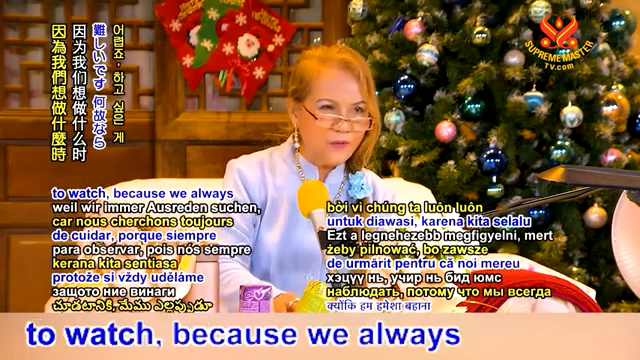 因為我們想做什麼時
因为我们想做什么时
難しいです 何故なら
어렵죠, 하고 싶은 게
SUPREME MASTER
TV.com
to watch, because we always
weil wir immer Ausreden suchen,
car nous cherchons toujours
de cuidar, porque siempre
para observar, pois nós sempre
kerana kita sentiasa
protože si vždy uděláme
защото ние винаги
చూడటానికి, మేము ఎల్లప్పుడూ
bởi vì chúng ta luôn luôn
untuk diawasi, karena kita selalu
Ezt a legnehezebb megfigyelni, mert
żeby pilnować, bo zawsze
de urmărit pentru că noi mereu
хэцүү нь, учир нь бид юмс
наблюдать, потому что мы всегда
क्योंकि हम हमेशा बहाना
to watch, because we always